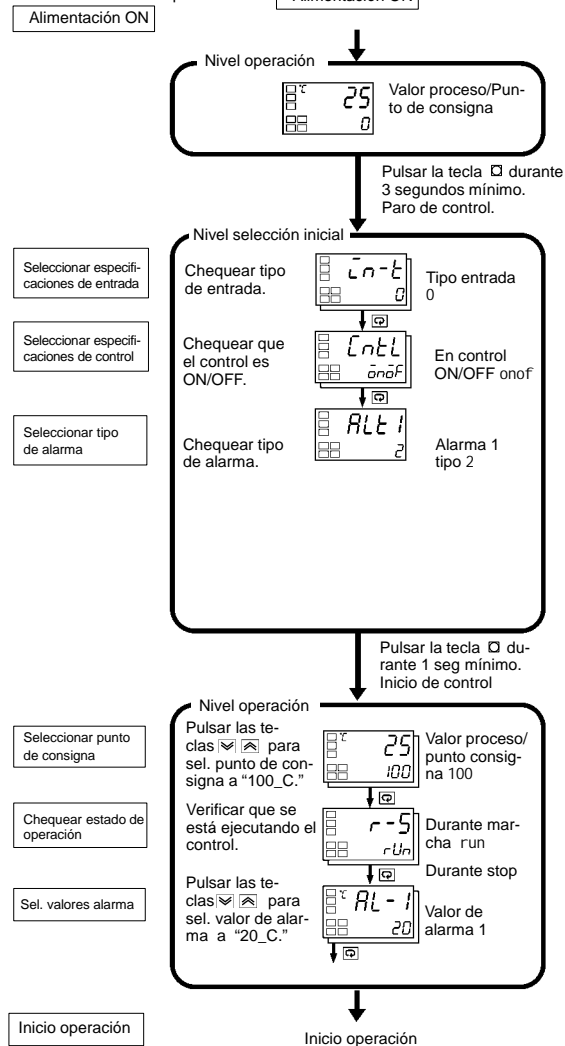 Alimentación ON
Alimentación ON
Nivel operación
25
0
Valor proceso/Pun-
to de consigna
Pulsar la tecla durante
3 segundos mínimo.
Paro de control.
Nivel selección inicial
Seleccionar especifi-
caciones de entrada
Chequear tipo
de entrada.
in-t
0
Tipo entrada
0
Seleccionar especifi-
caciones de control
Chequear que
el control es
ON/OFF.
CntL
onoF
En control
ON/OFF onof
Seleccionar tipo
de alarma
Chequear tipo
de alarma.
ALt1
2
Alarma 1
tipo 2
Pulsar la tecla du-
rante 1 seg mínimo.
Inicio de control
Nivel operación
Seleccionar punto
de consigna
Pulsar las te-
clas para
sel. punto de con-
signa a “100_C.”
25
100
Valor proceso/
punto consig-
na 100
Chequear estado de
operación
Verificar que se
está ejecutando el
control.
r-S
rUn
Durante mar-
cha run
Durante stop
Sel. valores alarma
Pulsar las te-
clas para
sel. valor de alar-
ma a “20_C.”
AL-1
20
Valor de
alarma 1
Inicio operación
Inicio operación